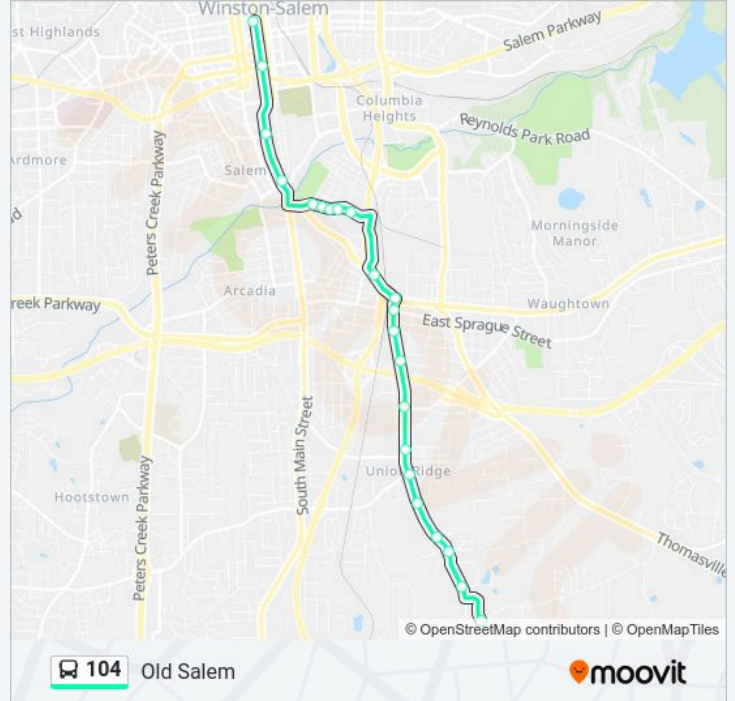 Winston-Salem
st Highlands
Salem Parkway
Columbia
Heights
Reynolds Park Road
Ardmore
Salem
Peters Creek Parkway
d
Morningside
Manor
Arcadia
reek Parkway
Waughtown
East Sprague Street
South Main Street
Union Ridge
Hootstown
Peters Creek Parkway
Thomasville
© OpenStreetMap contributors | © OpenMapTiles
104 Old Salem
moovit